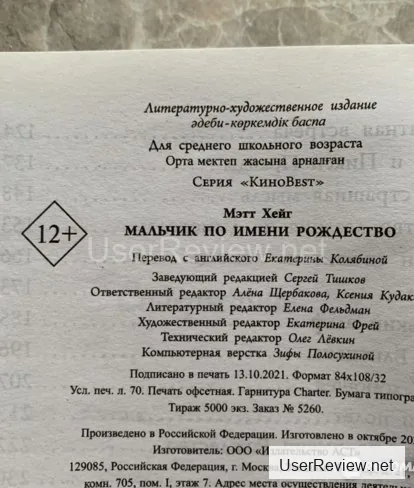 Литературно-художественное издание
әдеби-көркемдік баспа
Для среднего школьного возраста
Орта мектеп жасына арналған
Серия «КиноBest»
12+
Мэтт Хейг
МАЛЬЧИК ПО ИМЕНИ РОЖДЕСТВО
UserReview.net
Перевод с английского Екатерины Колябиной
Заведующий редакцией Сергей Тишков
Ответственный редактор Алёна Щербакова, Ксения Кудак
Литературный редактор Елена Фельдман
Художественный редактор Екатерина Фрей
Технический редактор Олег Лёвкин
Компьютерная верстка Зифы Полосухиной
Подписано в печать 13.10.2021. Формат 84х108/32
Усл. печ. л. 70. Печать офсетная. Гарнитура Charter. Бумага типогр
Тираж 5000 экз. Заказ № 5260.
Произведено в Российской Федерации. Изготовлено в октябре 20
Изготовитель: ООО «Издательство АСТ»
129085, Российская Федерация, г. Москва
комн. 705, пом. I, этаж 7. Адрес места осуществления
UserReview.net